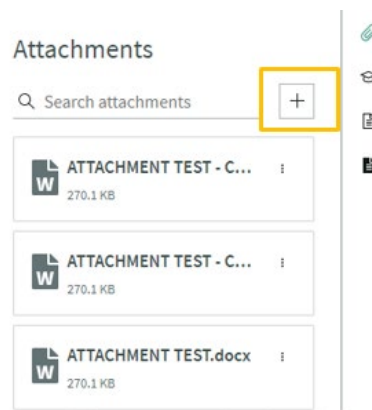 Attachments
Search attachments
ATTACHMENT TEST - C...
270.1 KB
ATTACHMENT TEST - C...
270.1 KB
ATTACHMENT TEST.docx
270.1 KB